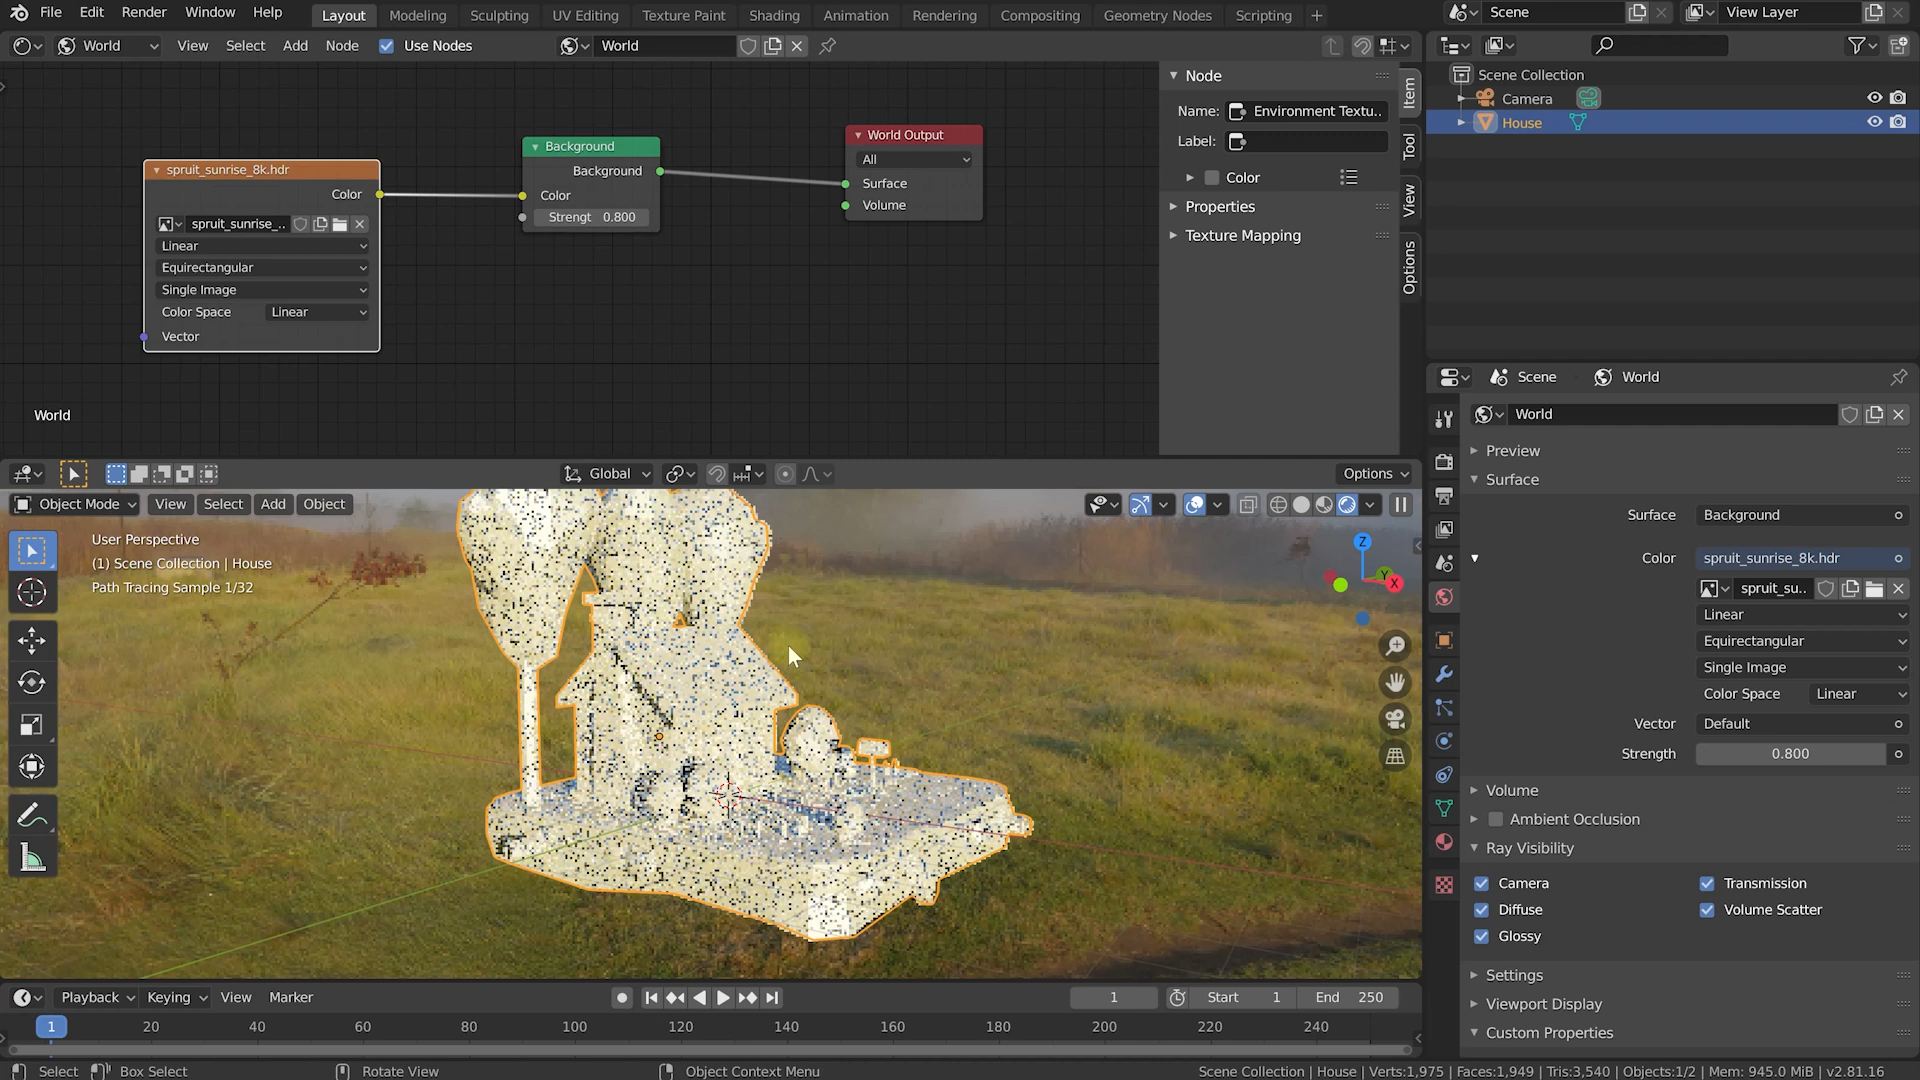 File Edit Render Window Help
Layout Modeling Sculpting UV Editing Texture Paint Shading Animation Rendering Compositing Geometry Nodes Scripting
Scene
View Layer
World View Select Add Node Use Nodes
World
Node
Name: Environment Textu..
Label:
Color
Properties
Texture Mapping
Item
Tool
View
Options
Scene Collection
Camera
House
spruit_sunrise_8k.hdr
Color
spruit_sunrise_..
Linear
Equirectangular
Single Image
Color Space Linear
Vector
Background
Background
Color
Strengt 0.800
World Output
All
Surface
Volume
World
Scene World
World
Preview
Surface
Surface Background
Color spruit_sunrise_8k.hdr
spruit_su..
Linear
Equirectangular
Single Image
Color Space Linear
Vector Default
Strength 0.800
Volume
Ambient Occlusion
Ray Visibility
Camera Transmission
Diffuse Volume Scatter
Glossy
Settings
Viewport Display
Custom Properties
Global
Options
Object Mode View Select Add Object
User Perspective
(1) Scene Collection | House
Path Tracing Sample 1/32
Z
Y
X
Playback Keying View Marker
1 Start 1 End 250
1 20 40 60 80 100 120 140 160 180 200 220 240
Select Box Select Rotate View Object Context Menu
Scene Collection | House | Verts:1,975 | Faces:1,949 | Tris:3,540 | Objects:1/2 | Mem: 945.0 MiB | v2.81.16